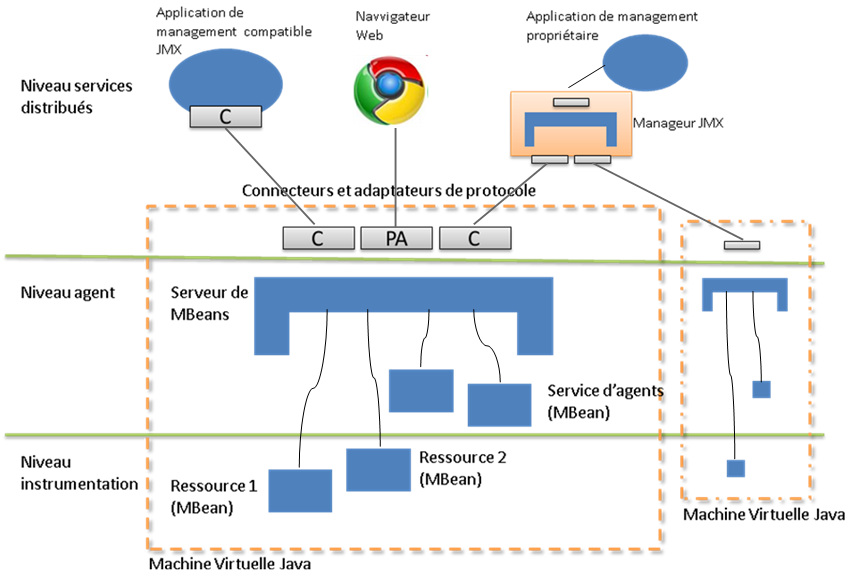 Application de
management compatible
JMX
Navvigateur
Web
Application de management
propriétaire
Niveau services
distribués
C
Manageur JMX
Connecteurs et adaptateurs de protocole
C
PA
C
Niveau agent
Serveur de
MBeans
Service d'agents
(MBean)
Niveau
instrumentation
Ressource 1
(MBean)
Ressource 2
(MBean)
Machine Virtuelle Java
Machine Virtuelle Java